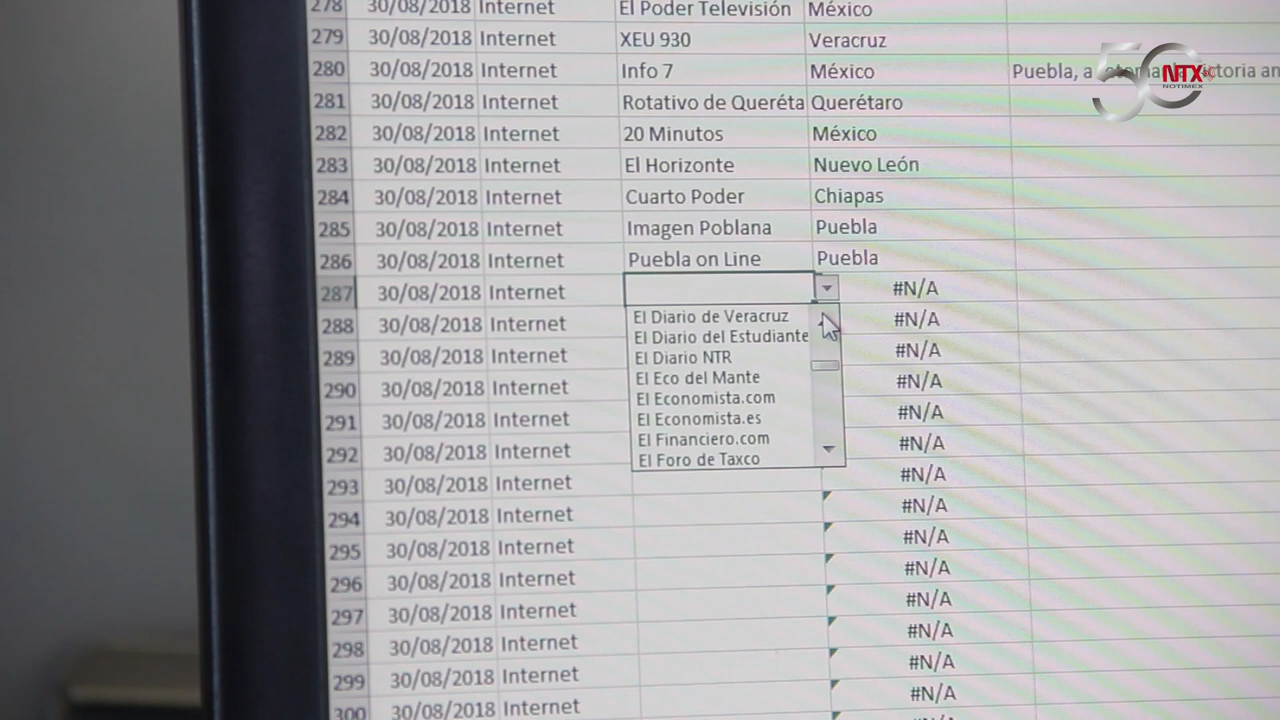 278 30/08/2018 Internet El Poder Televisión México
279 30/08/2018 Internet XEU 930 Veracruz
280 30/08/2018 Internet Info 7 México Puebla, a
281 30/08/2018 Internet Rotativo de Queréta Querétaro
282 30/08/2018 Internet 20 Minutos México
283 30/08/2018 Internet El Horizonte Nuevo León
284 30/08/2018 Internet Cuarto Poder Chiapas
285 30/08/2018 Internet Imagen Poblana Puebla
286 30/08/2018 Internet Puebla on Line Puebla
287 30/08/2018 Internet #N/A
288 30/08/2018 Internet #N/A
289 30/08/2018 Internet #N/A
290 30/08/2018 Internet #N/A
291 30/08/2018 Internet #N/A
292 30/08/2018 Internet #N/A
293 30/08/2018 Internet #N/A
294 30/08/2018 Internet #N/A
295 30/08/2018 Internet #N/A
296 30/08/2018 Internet #N/A
297 30/08/2018 Internet #N/A
298 30/08/2018 Internet #N/A
299 30/08/2018 Internet #N/A
300 30/08/2018 Internet #N/A
El Diario de Veracruz
El Diario del Estudiante
El Diario NTR
El Eco del Mante
El Economista.com
El Economista.es
El Financiero.com
El Foro de Taxco
50 NTX
NOTIMEX